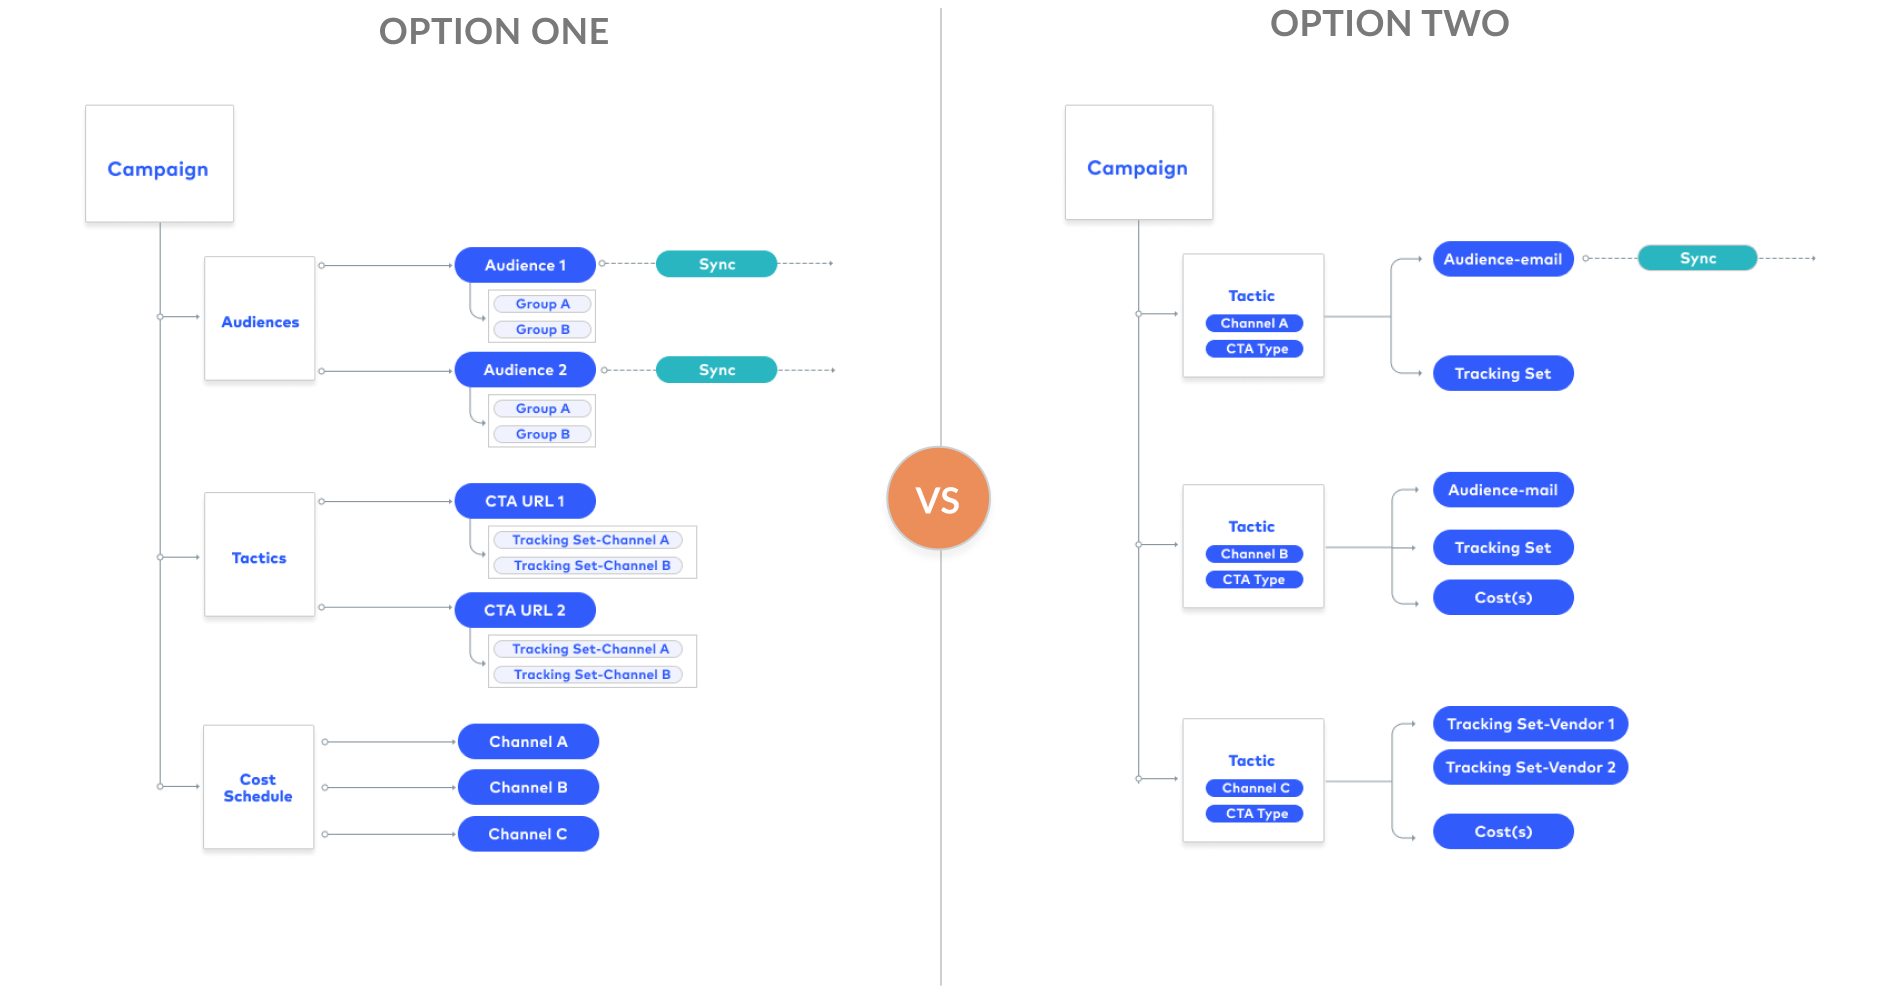 OPTION ONE
Campaign
Audiences
Audience 1
Sync
Group A
Group B
Audience 2
Sync
Group A
Group B
Tactics
CTA URL 1
Tracking Set-Channel A
Tracking Set-Channel B
CTA URL 2
Tracking Set-Channel A
Tracking Set-Channel B
Cost
Schedule
Channel A
Channel B
Channel C
VS
OPTION TWO
Campaign
Tactic
Channel A
CTA Type
Audience-email
Sync
Tracking Set
Tactic
Channel B
CTA Type
Audience-mail
Tracking Set
Cost(s)
Tactic
Channel C
CTA Type
Tracking Set-Vendor 1
Tracking Set-Vendor 2
Cost(s)